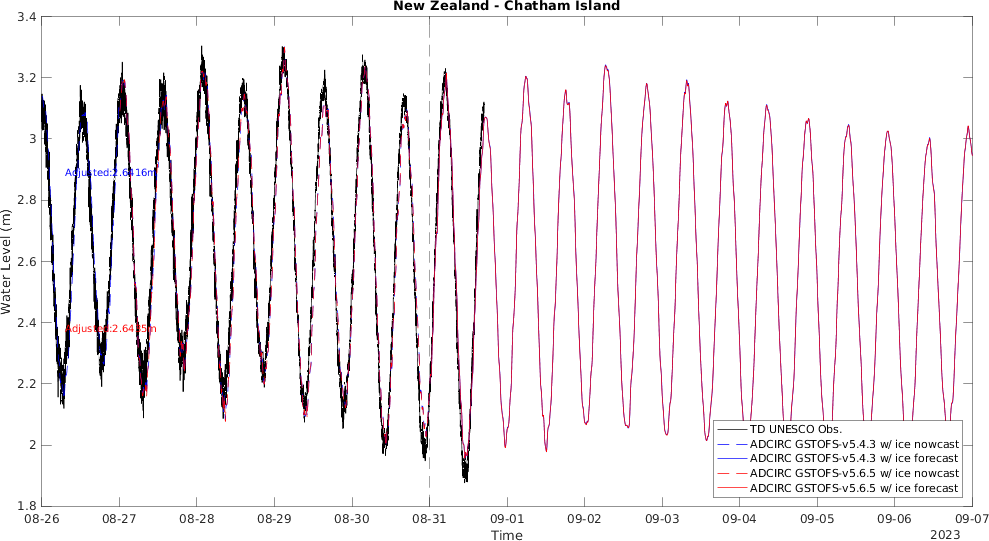 New Zealand - Chatham Island
3.4
3.2
3
2.8
2.6
2.4
2.2
2
1.8
Water Level (m)
Adjusted:2.6416m
Adjusted:2.6435m
TD UNESCO Obs.
ADCIRC GSTOFS-v5.4.3 w/ ice nowcast
ADCIRC GSTOFS-v5.4.3 w/ ice forecast
ADCIRC GSTOFS-v5.6.5 w/ ice nowcast
ADCIRC GSTOFS-v5.6.5 w/ ice forecast
08-26 08-27 08-28 08-29 08-30 08-31 09-01 09-02 09-03 09-04 09-05 09-06 09-07
Time
2023